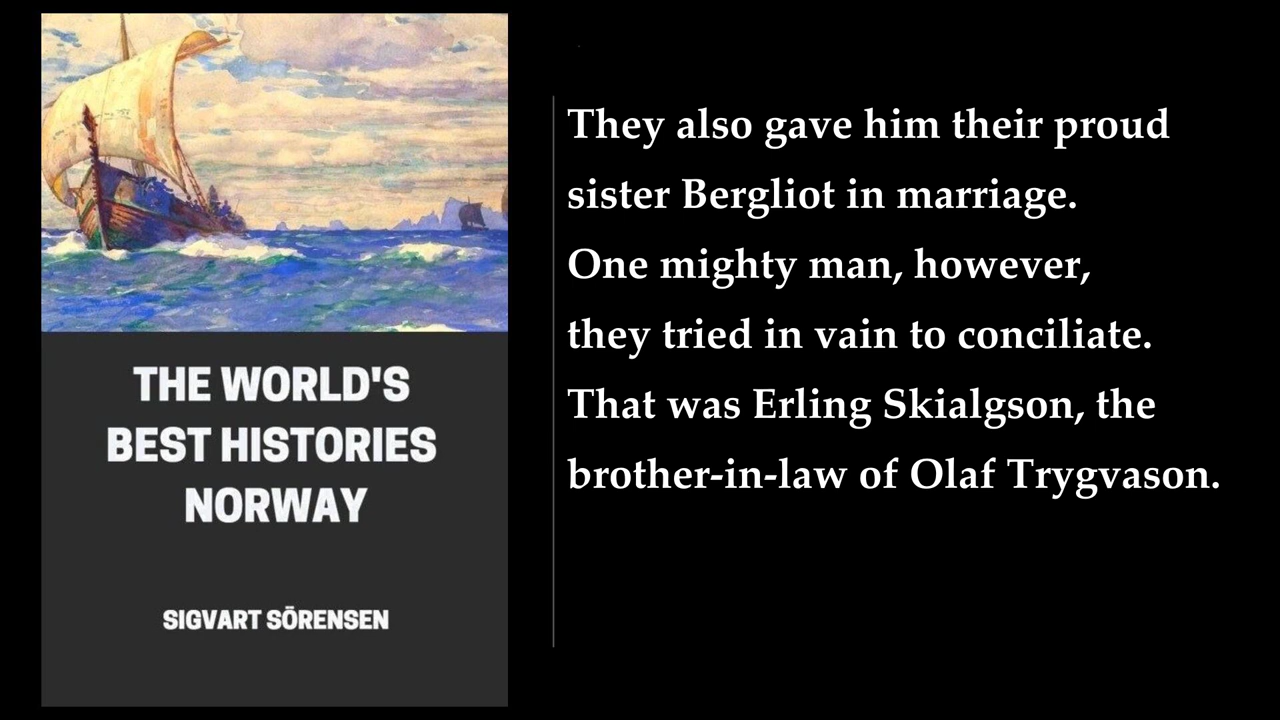 THE WORLD'S
BEST HISTORIES
NORWAY
SIGVART SÖRENSEN
They also gave him their proud
sister Bergliot in marriage.
One mighty man, however,
they tried in vain to conciliate.
That was Erling Skialgson, the
brother-in-law of Olaf Trygvason.